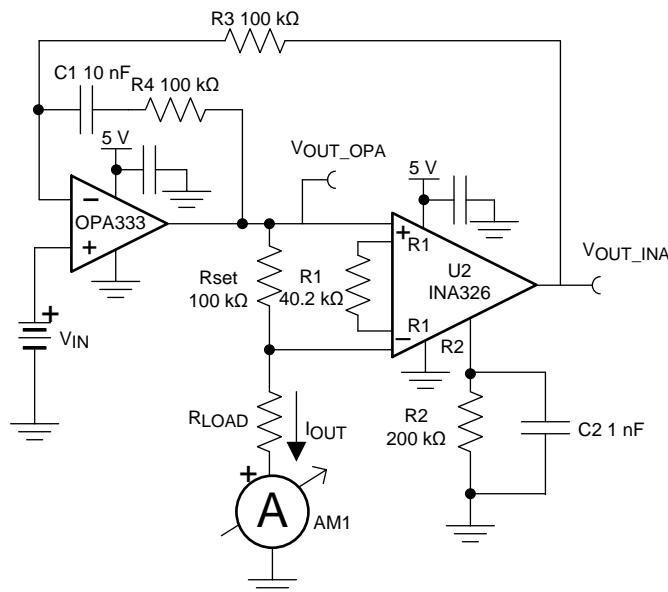 R3 100 kΩ
C1 10 nF
R4 100 kΩ
5 V
VOUT_OPA
5 V
−
OPA333
+
+
R1
U2
INA326
R1
−
R2
VOUT_INA
Rset
100 kΩ
R1
40.2 kΩ
+
VIN
RLOAD
IOUT
R2
200 kΩ
C2 1 nF
+
A
AM1